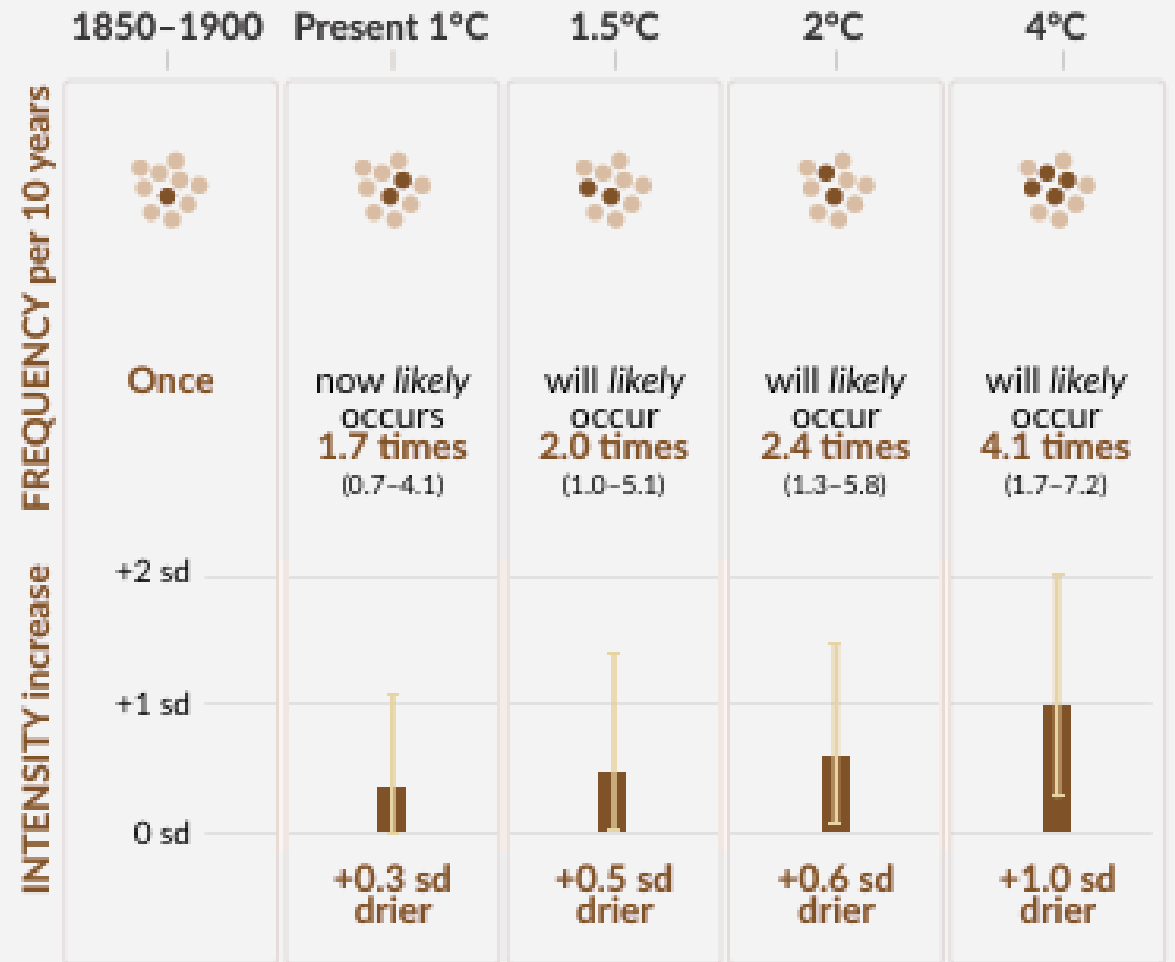 1850–1900 Present 1°C 1.5°C 2°C 4°C
FREQUENCY per 10 years
Once
now likely
occurs
1.7 times
(0.7–4.1)
will likely
occur
2.0 times
(1.0–5.1)
will likely
occur
2.4 times
(1.3–5.8)
will likely
occur
4.1 times
(1.7–7.2)
INTENSITY increase
+2 sd
+1 sd
0 sd
+0.3 sd
drier
+0.5 sd
drier
+0.6 sd
drier
+1.0 sd
drier